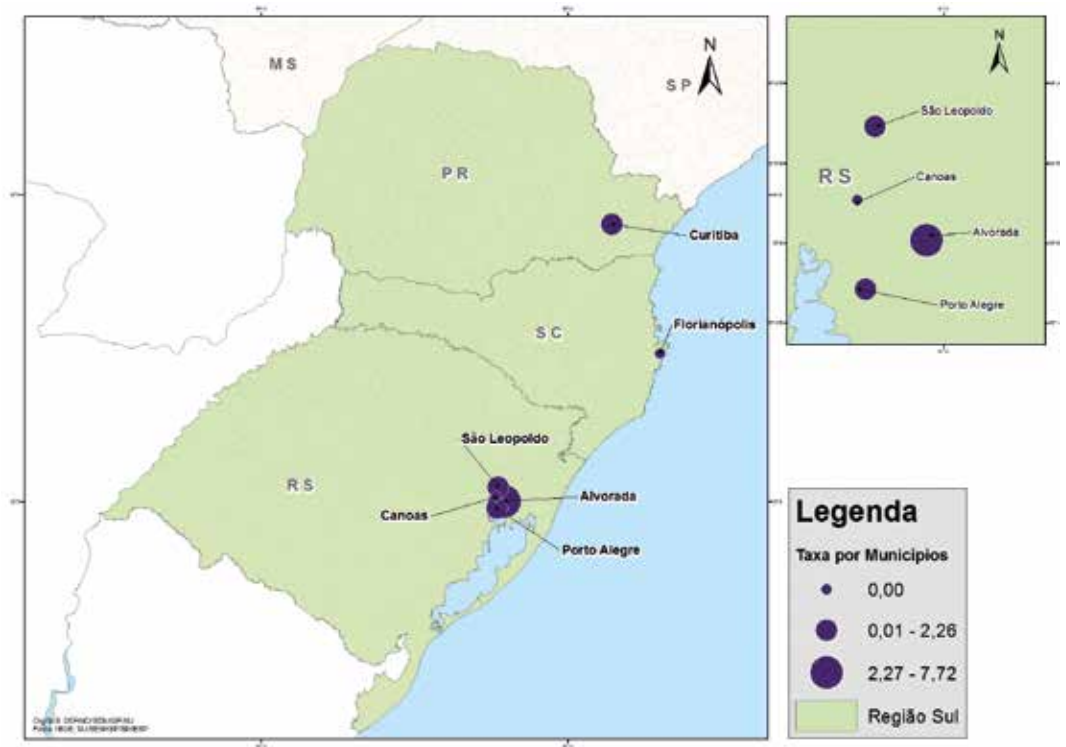 N
M S
S P
P R
Curitiba
Florianópolis
S C
São Leopoldo
R S
Canoas
Alvorada
Porto Alegre
N
São Leopoldo
R S
Canoas
Alvorada
Porto Alegre
Legenda
Taxa por Municipios
0,00
0,01 - 2,26
2,27 - 7,72
Região Sul